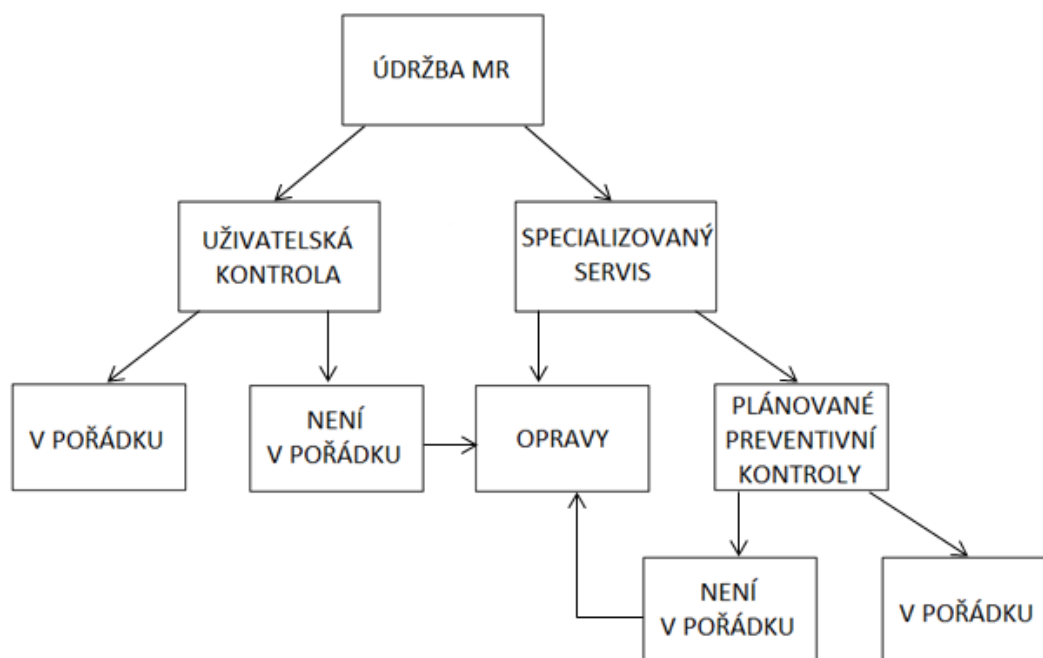 ÚDRŽBA MR
UŽIVATELSKÁ
KONTROLA
SPECIALIZOVANÝ
SERVIS
V POŘÁDKU
NENÍ
V POŘÁDKU
OPRAVY
PLÁNOVANÉ
PREVENTIVNÍ
KONTROLY
NENÍ
V POŘÁDKU
V POŘÁDKU